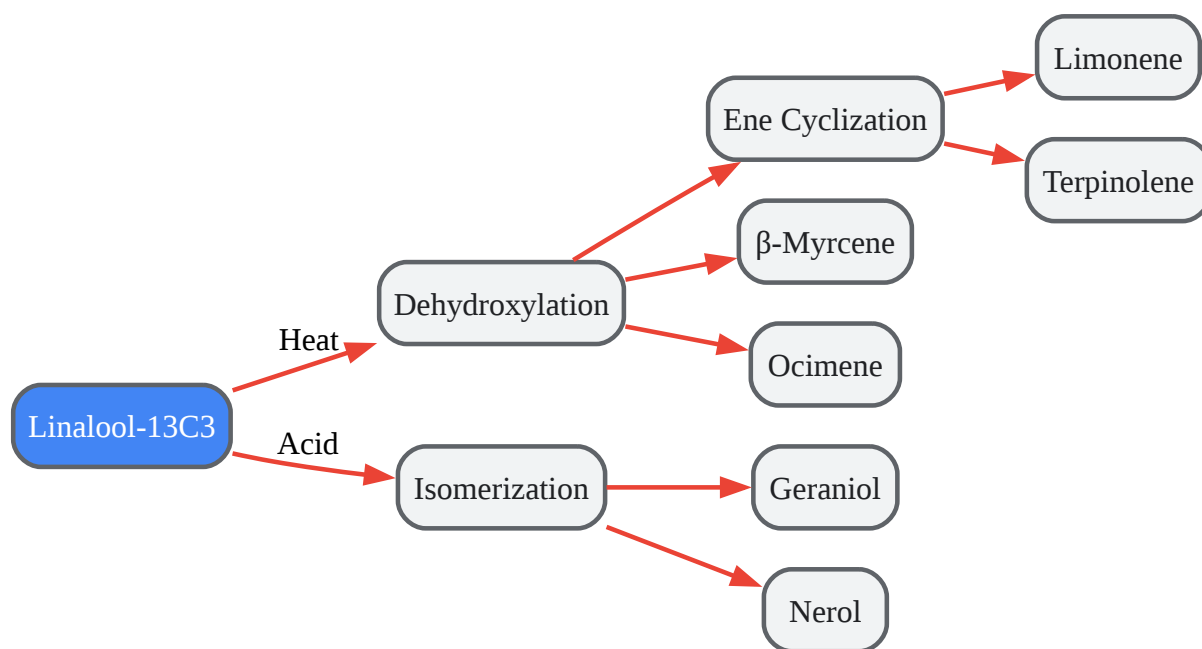 Linalool-13C3
Heat
Acid
Dehydroxylation
Isomerization
Ene Cyclization
β-Myrcene
Ocimene
Geraniol
Nerol
Limonene
Terpinolene